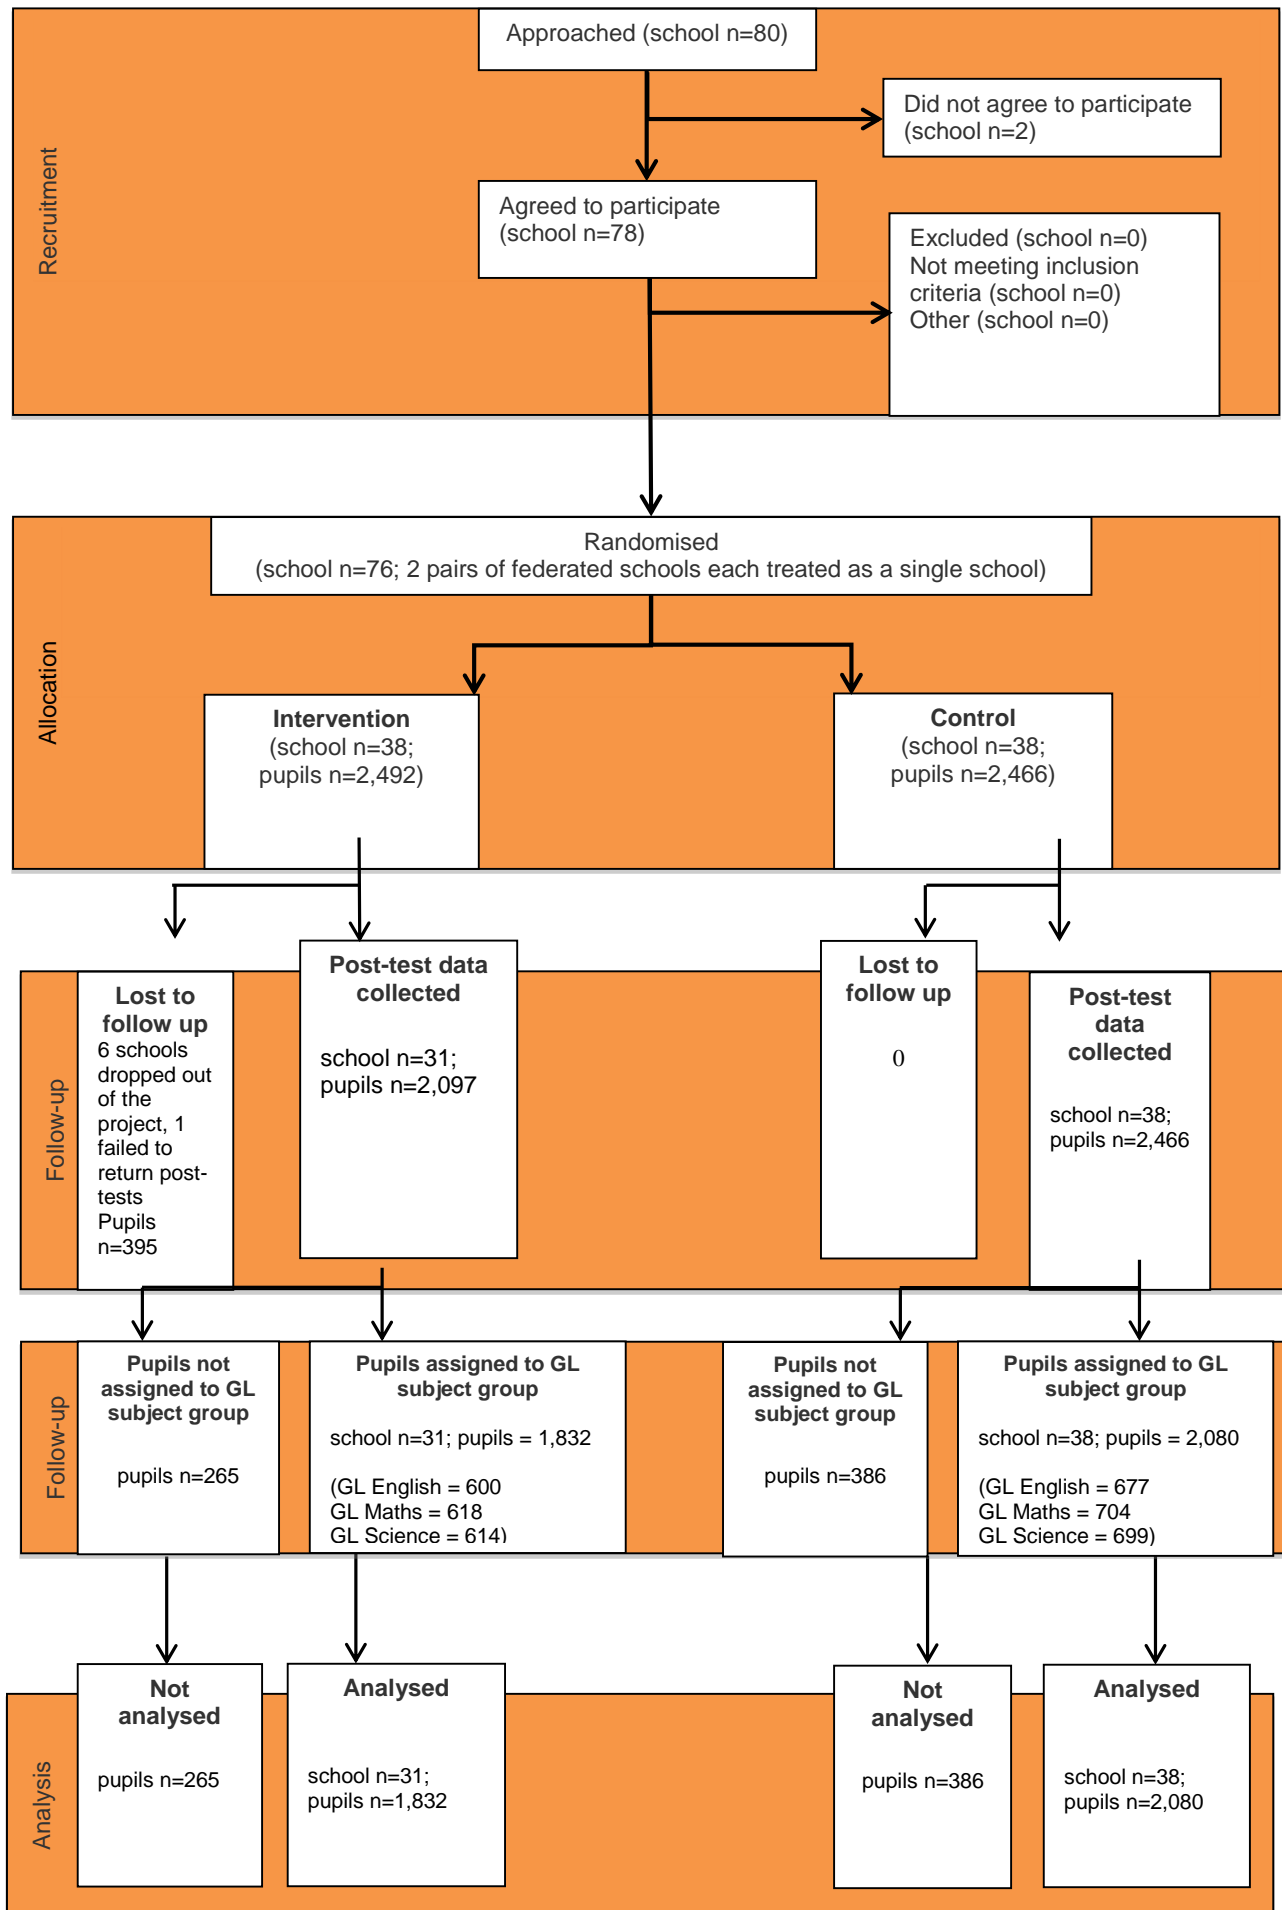 Recruitment
Approached (school n=80)
Did not agree to participate
(school n=2)
Agreed to participate
(school n=78)
Excluded (school n=0)
Not meeting inclusion
criteria (school n=0)
Other (school n=0)
Allocation
Randomised
(school n=76; 2 pairs of federated schools each treated as a single school)
Intervention
(school n=38;
pupils n=2,492)
Control
(school n=38;
pupils n=2,466)
Follow-up
Lost to
follow up
6 schools
dropped out
of the
project, 1
failed to
return post-
tests
Pupils
n=395
Post-test data
collected
school n=31;
pupils n=2,097
Lost to
follow up
0
Post-test
data
collected
school n=38;
pupils n=2,466
Follow-up
Pupils not
assigned to GL
subject group
pupils n=265
Pupils assigned to GL
subject group
school n=31; pupils = 1,832
(GL English = 600
GL Maths = 618
GL Science = 614)
Pupils not
assigned to GL
subject group
pupils n=386
Pupils assigned to GL
subject group
school n=38; pupils = 2,080
(GL English = 677
GL Maths = 704
GL Science = 699)
Analysis
Not
analysed
pupils n=265
Analysed
school n=31;
pupils n=1,832
Not
analysed
pupils n=386
Analysed
school n=38;
pupils n=2,080